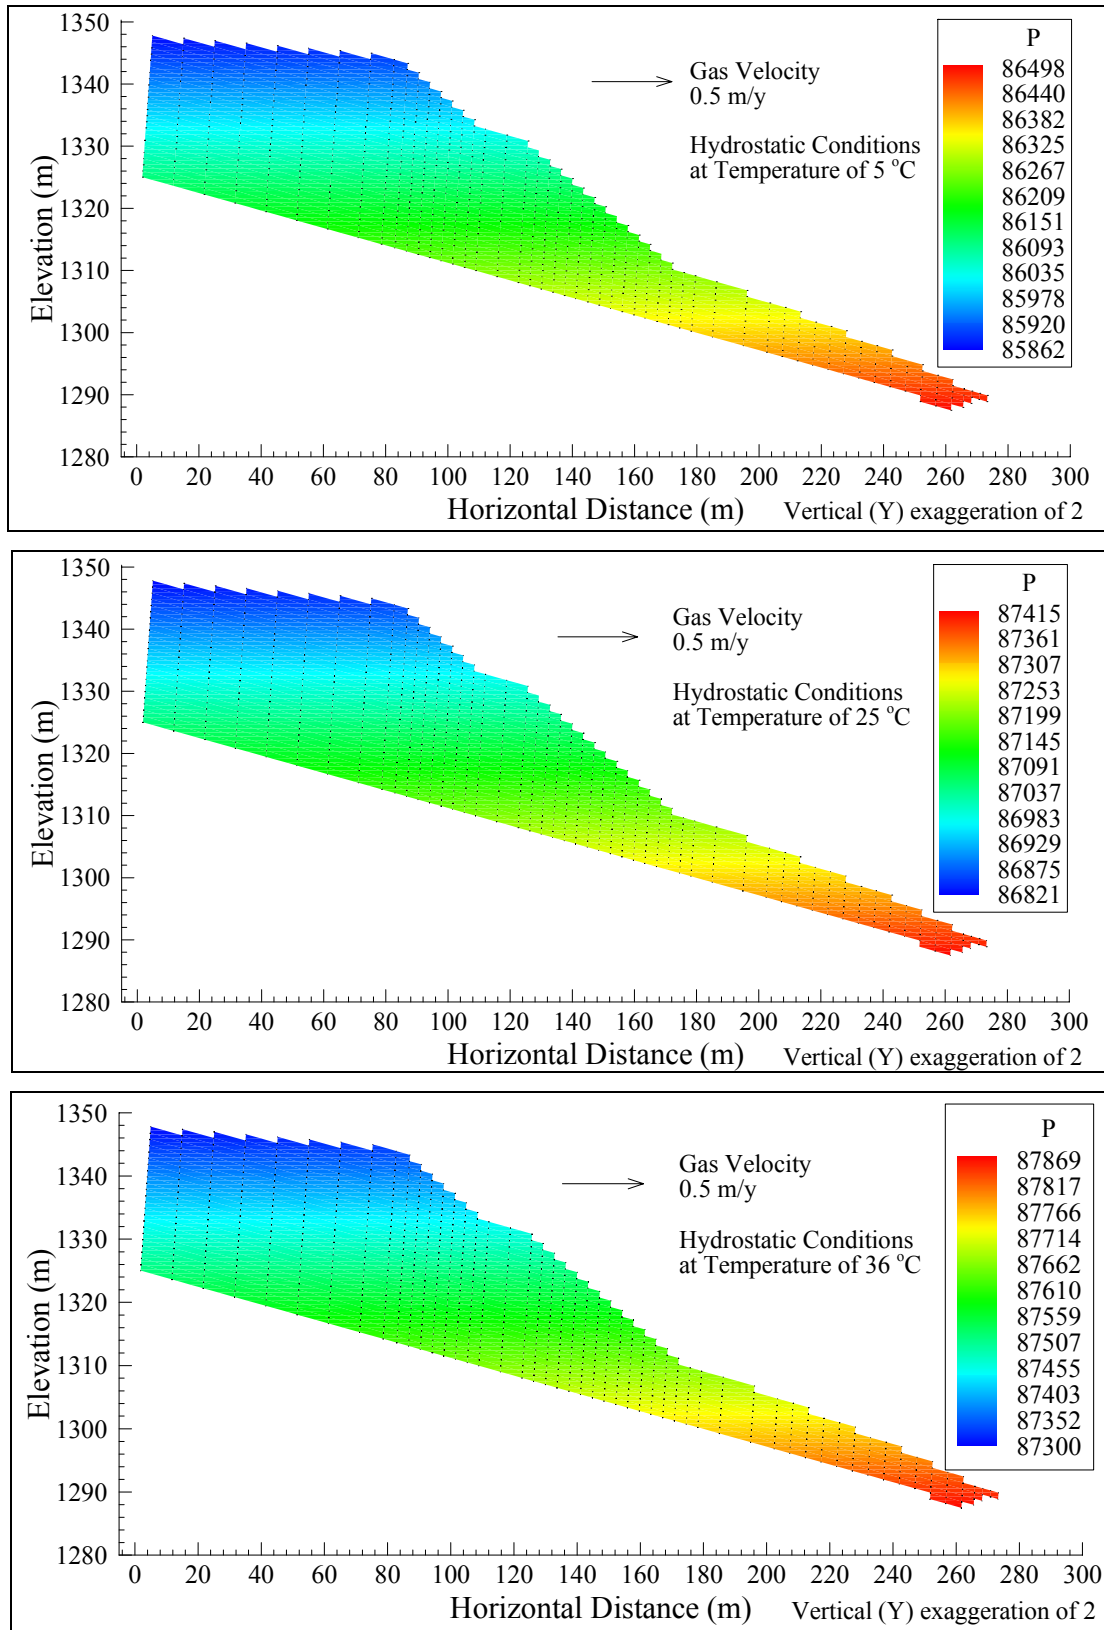 1350
1340
1330
1320
1310
1300
1290
1280
Elevation (m)
Gas Velocity
0.5 m/y
Hydrostatic Conditions
at Temperature of 5 °C
P
86498
86440
86382
86325
86267
86209
86151
86093
86035
85978
85920
85862
0 20 40 60 80 100 120 140 160 180 200 220 240 260 280 300
Horizontal Distance (m) Vertical (Y) exaggeration of 2
1350
1340
1330
1320
1310
1300
1290
1280
Elevation (m)
Gas Velocity
0.5 m/y
Hydrostatic Conditions
at Temperature of 25 °C
P
87415
87361
87307
87253
87199
87145
87091
87037
86983
86929
86875
86821
0 20 40 60 80 100 120 140 160 180 200 220 240 260 280 300
Horizontal Distance (m) Vertical (Y) exaggeration of 2
1350
1340
1330
1320
1310
1300
1290
1280
Elevation (m)
Gas Velocity
0.5 m/y
Hydrostatic Conditions
at Temperature of 36 °C
P
87869
87817
87766
87714
87662
87610
87559
87507
87455
87403
87352
87300
0 20 40 60 80 100 120 140 160 180 200 220 240 260 280 300
Horizontal Distance (m) Vertical (Y) exaggeration of 2